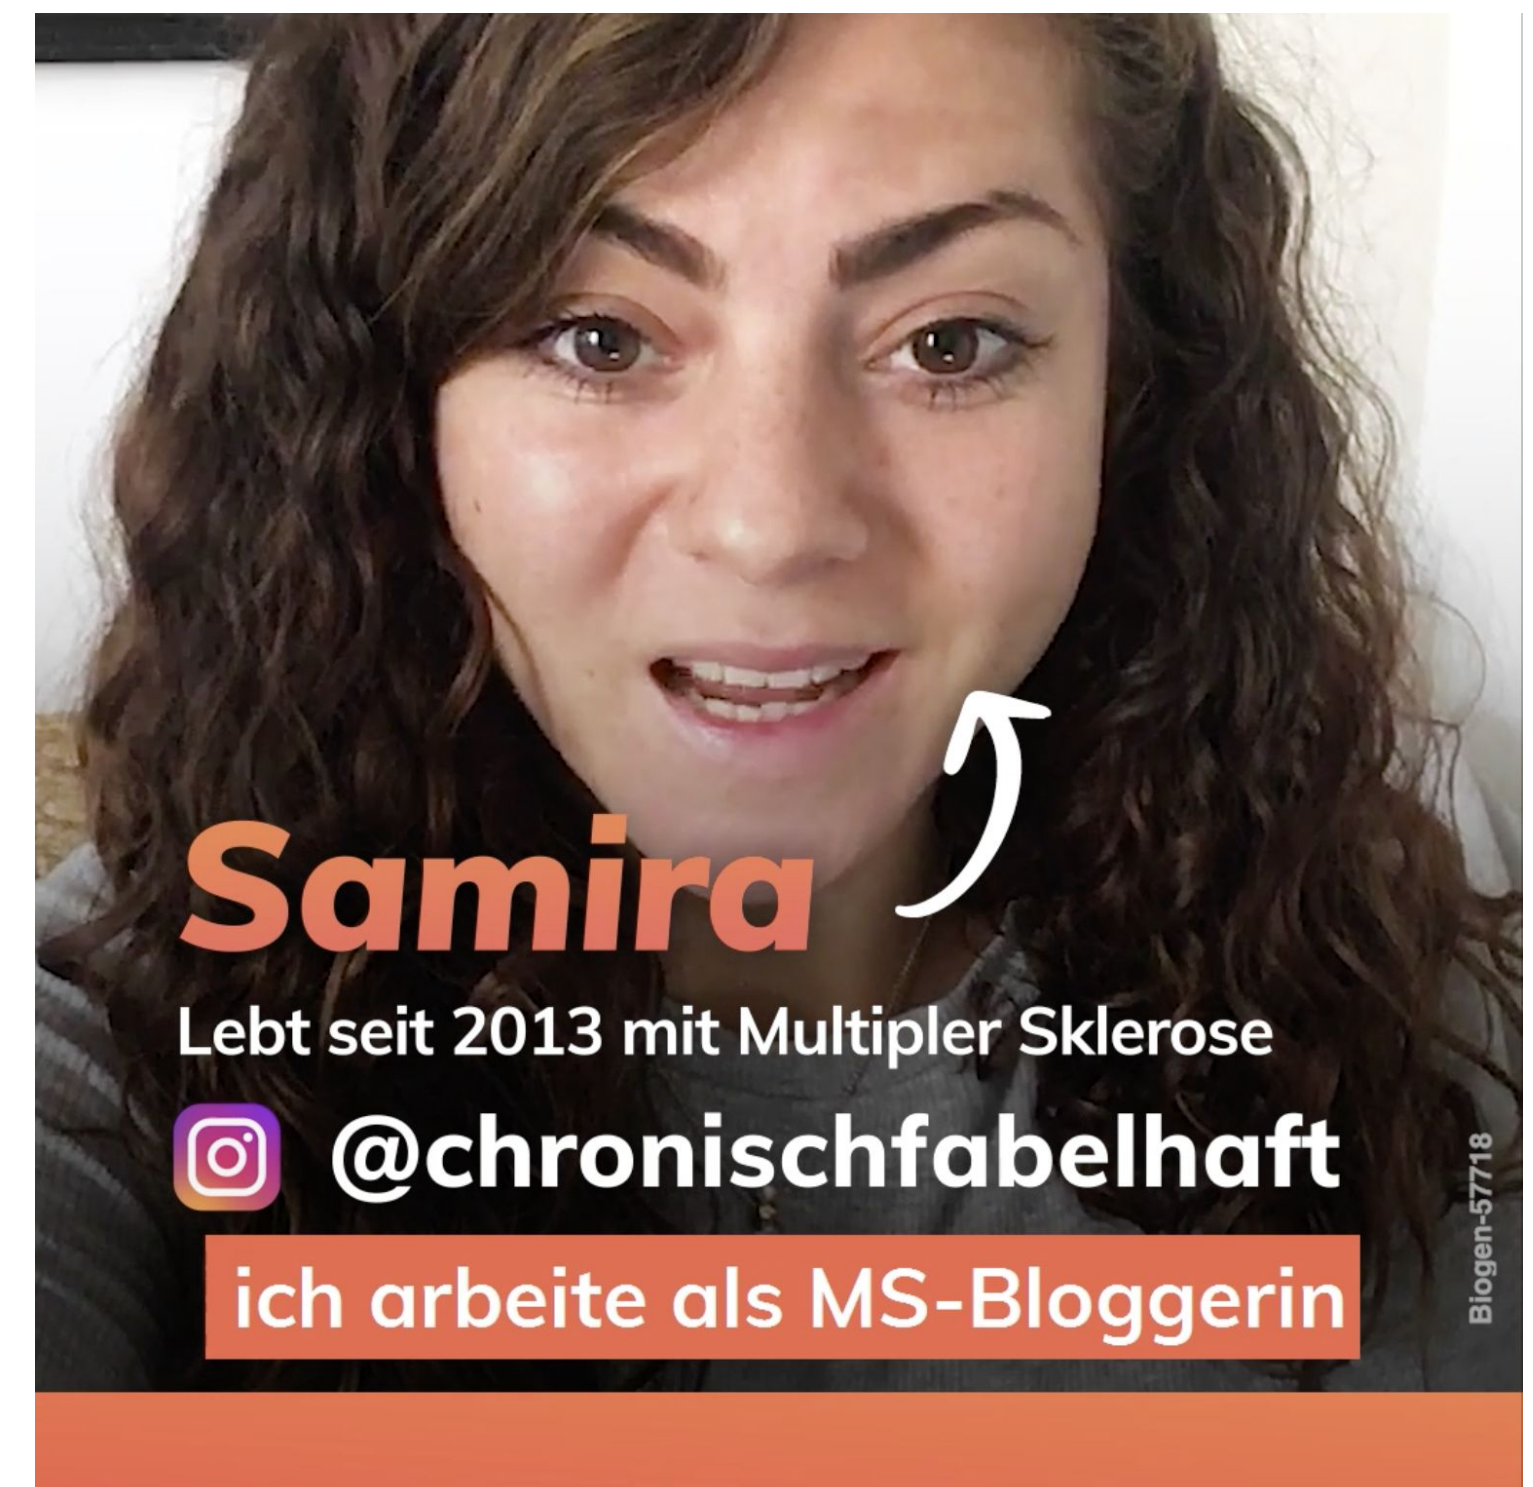 Samira
Lebt seit 2013 mit Multipler Sklerose
@chronischfabelhaft
ich arbeite als MS-Bloggerin
Biogen-57718